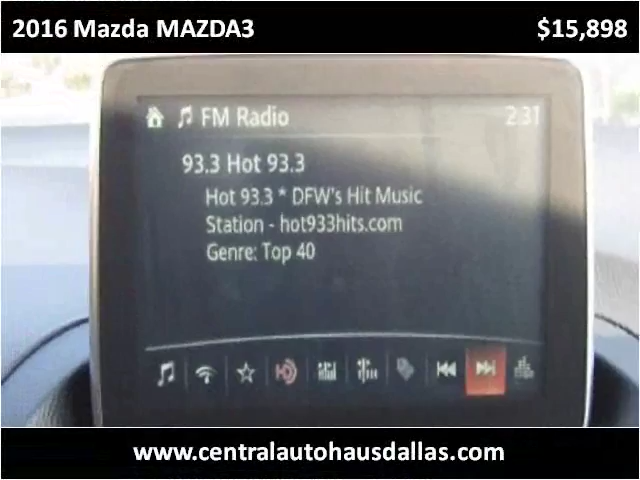 2016 Mazda MAZDA3 $15,898
FM Radio 2:31
93.3 Hot 93.3
Hot 93.3 * DFW's Hit Music
Station - hot933hits.com
Genre: Top 40
www.centralautohausdallas.com